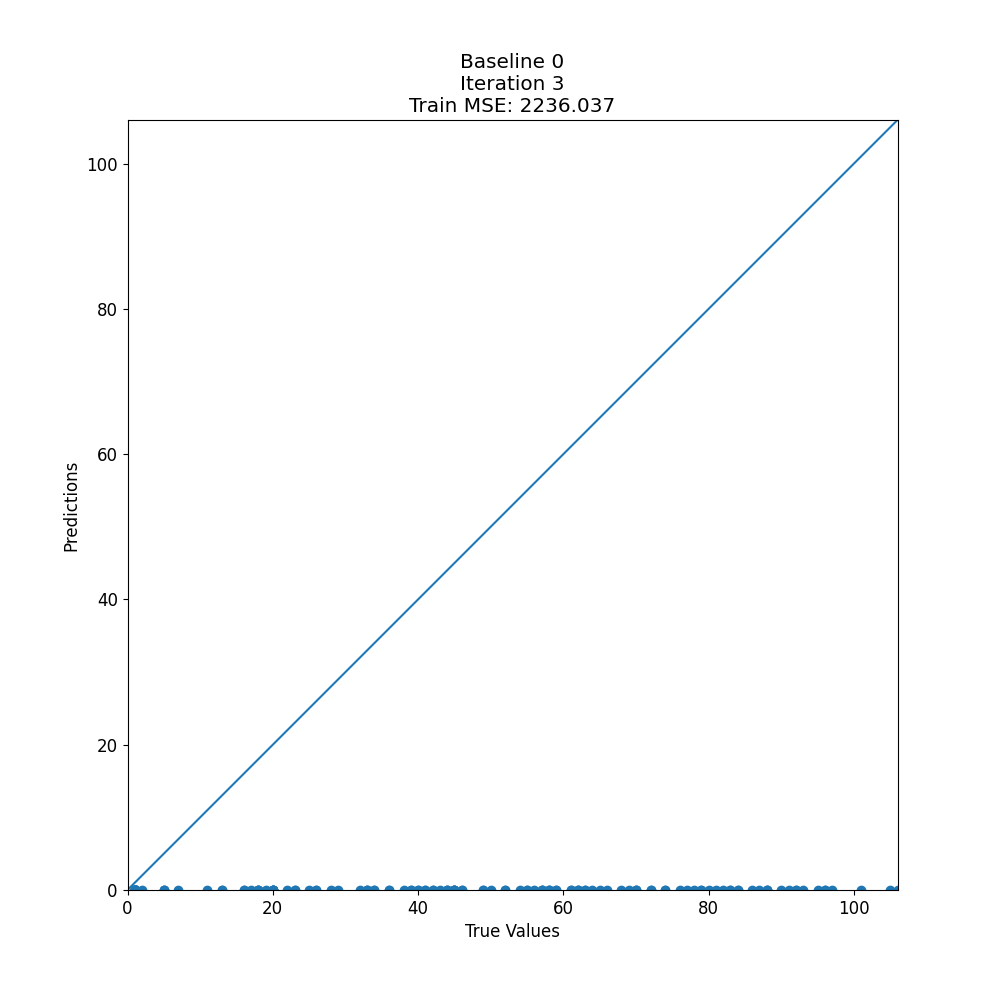 Baseline 0
Iteration 3
Train MSE: 2236.037
100
80
60
40
20
0
Predictions
0 20 40 60 80 100
True Values